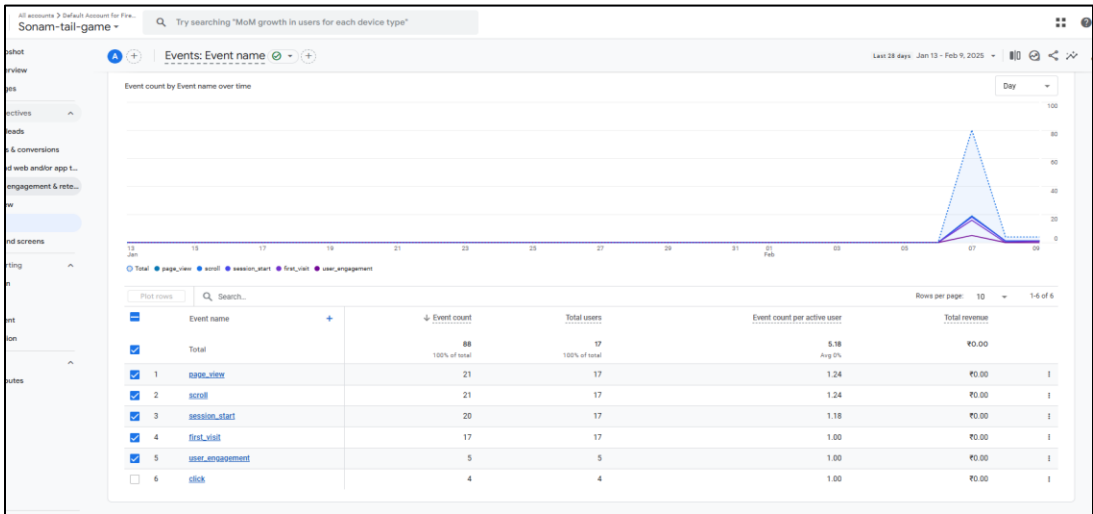 All accounts > Default Account for Fire...
Sonam-tail-game
Try searching "MoM growth in users for each device type"
pshot
erview
ges
A
Events: Event name
Last 28 days Jan 13 - Feb 9, 2025
ectives
leads
s & conversions
d web and/or app t...
engagement & rete...
ew
nd screens
rting
n
ent
ion
butes
Event count by Event name over time
Day
100
80
60
40
20
0
13 Jan 15 17 19 21 23 25 27 29 31 01 Feb 03 05 07 09
Total page_view scroll session_start first_visit user_engagement
Plot rows Search... Rows per page: 10 1-6 of 6
Event name + Event count Total users Event count per active user Total revenue
Total 88 17 5.18 ₹0.00
100% of total 100% of total Avg 0%
1 page_view 21 17 1.24 ₹0.00
2 scroll 21 17 1.24 ₹0.00
3 session_start 20 17 1.18 ₹0.00
4 first_visit 17 17 1.00 ₹0.00
5 user_engagement 5 5 1.00 ₹0.00
6 click 4 4 1.00 ₹0.00